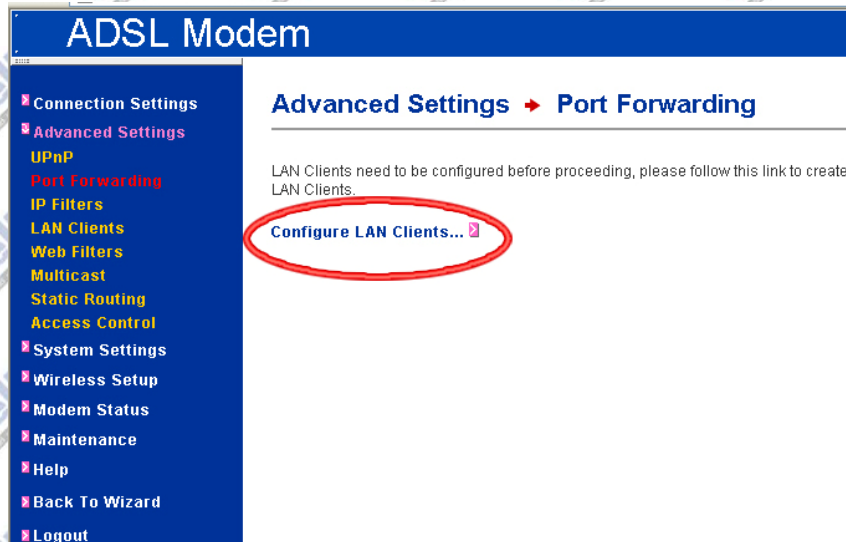 ADSL Modem
Connection Settings
Advanced Settings
UPnP
Port Forwarding
IP Filters
LAN Clients
Web Filters
Multicast
Static Routing
Access Control
System Settings
Wireless Setup
Modem Status
Maintenance
Help
Back To Wizard
Logout
Advanced Settings Port Forwarding
LAN Clients need to be configured before proceeding, please follow this link to create
LAN Clients.
Configure LAN Clients...